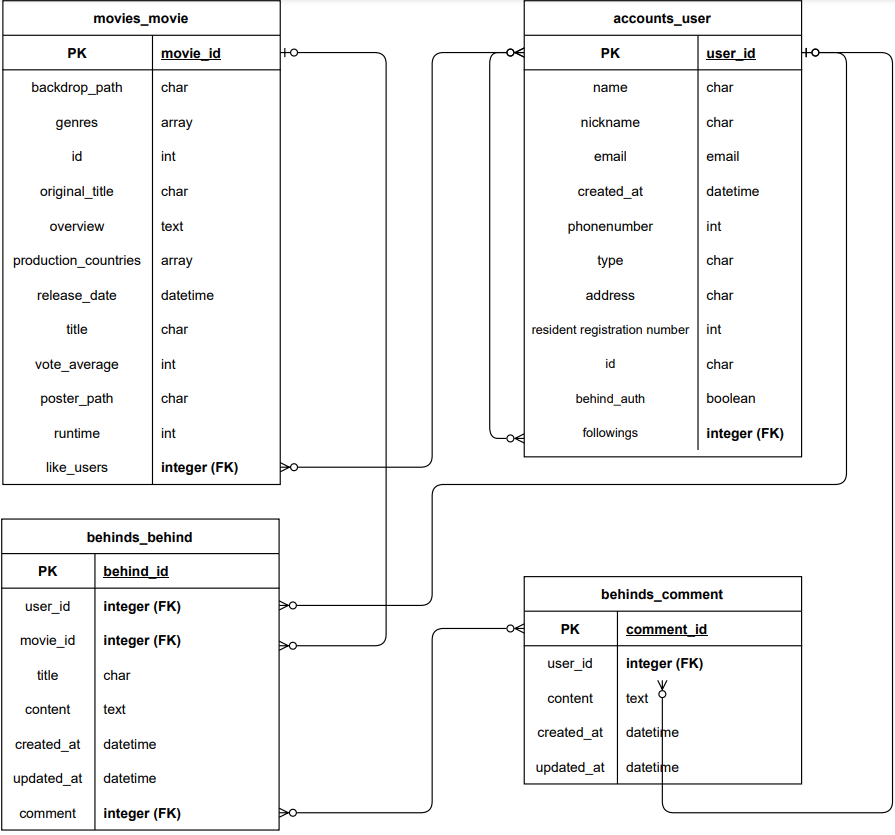 movies_movie
PK movie_id
backdrop_path char
genres array
id int
original_title char
overview text
production_countries array
release_date datetime
title char
vote_average int
poster_path char
runtime int
like_users integer (FK)
accounts_user
PK user_id
name char
nickname char
email email
created_at datetime
phonenumber int
type char
address char
resident registration number int
id char
behind_auth boolean
followings integer (FK)
behinds_behind
PK behind_id
user_id integer (FK)
movie_id integer (FK)
title char
content text
created_at datetime
updated_at datetime
comment integer (FK)
behinds_comment
PK comment_id
user_id integer (FK)
content text
created_at datetime
updated_at datetime